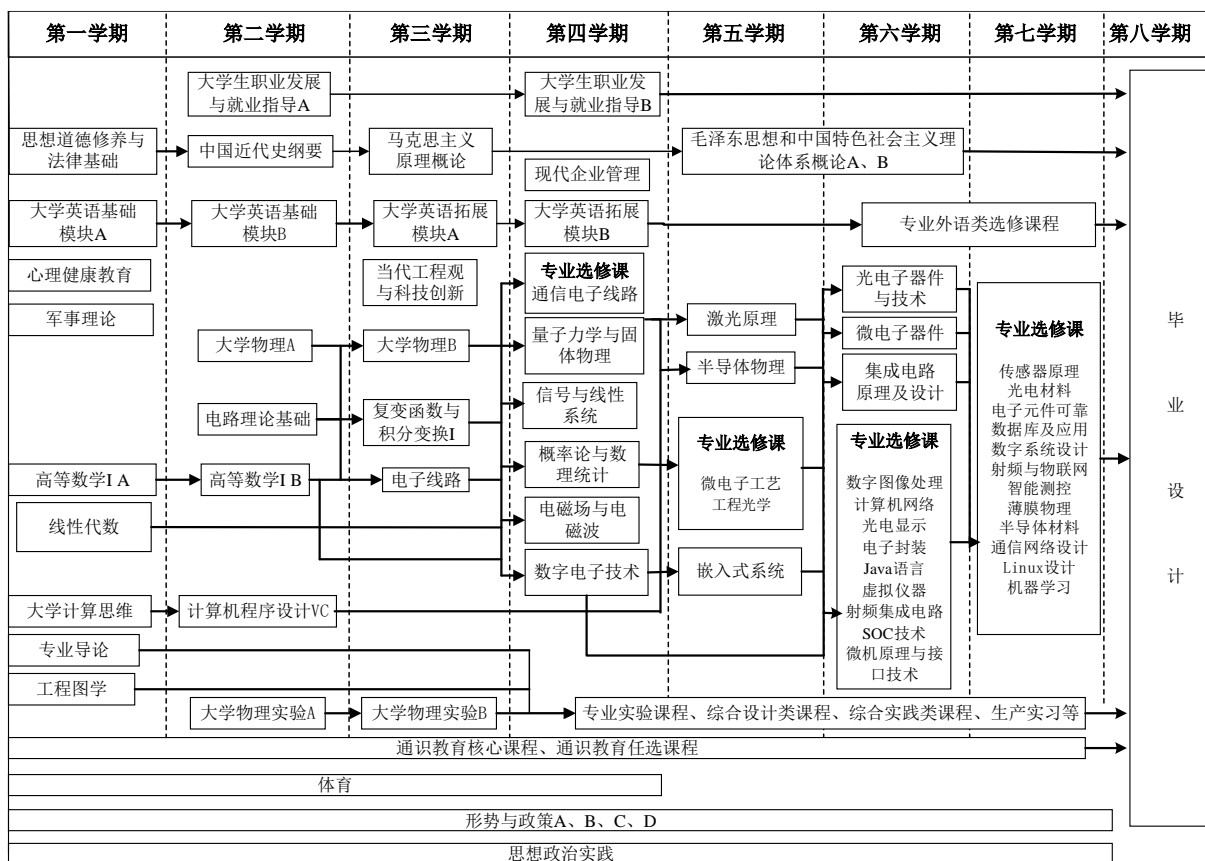 第一学期
第二学期
第三学期
第四学期
第五学期
第六学期
第七学期
第八学期
大学生职业发展
与就业指导A
大学生职业发
展与就业指导B
思想道德修养与
法律基础
中国近代史纲要
马克思主义
原理概论
毛泽东思想和中国特色社会主义理
论体系概论A、B
现代企业管理
大学英语基础
模块A
大学英语基础
模块B
大学英语拓展
模块A
大学英语拓展
模块B
专业外语类选修课程
心理健康教育
当代工程观
与科技创新
专业选修课
通信电子线路
光电子器件
与技术
军事理论
大学物理A
大学物理B
量子力学与固
体物理
激光原理
半导体物理
微电子器件
集成电路
原理及设计
电路理论基础
复变函数与
积分变换I
信号与线性
系统
高等数学I A
高等数学I B
电子线路
概率论与数
理统计
专业选修课
微电子工艺
工程光学
线性代数
电磁场与电
磁波
数字电子技术
嵌入式系统
专业选修课
数字图像处理
计算机网络
光电显示
电子封装
Java语言
虚拟仪器
射频集成电路
SOC技术
微机原理与接
口技术
专业选修课
传感器原理
光电材料
电子元件可靠
数据库及应用
数字系统设计
射频与物联网
智能测控
薄膜物理
半导体材料
通信网络设计
Linux设计
机器学习
毕
业
设
计
大学计算思维
计算机程序设计VC
专业导论
工程图学
大学物理实验A
大学物理实验B
专业实验课程、综合设计类课程、综合实践类课程、生产实习等
通识教育核心课程、通识教育任选课程
体育
形势与政策A、B、C、D
思想政治实践